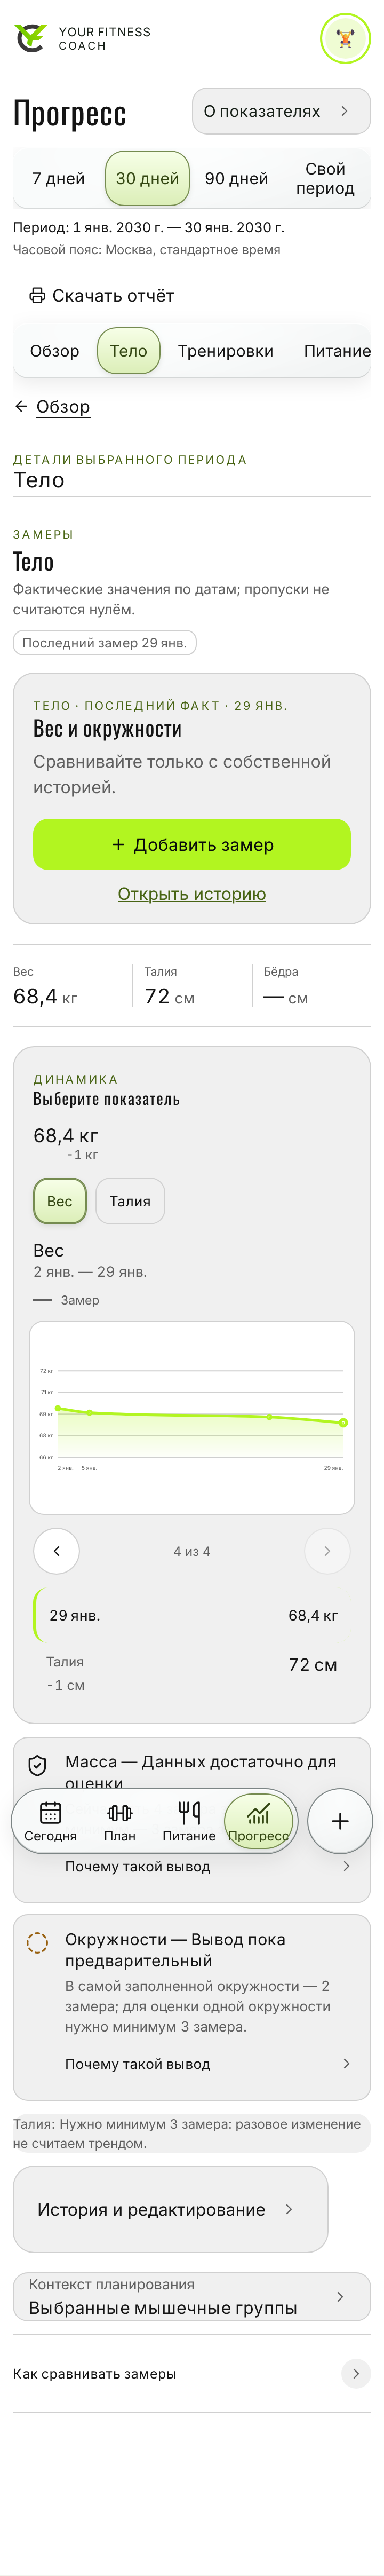 YOUR FITNESS
COACH
Прогресс
О показателях
7 дней
30 дней
90 дней
Свой
период
Период: 1 янв. 2030 г. — 30 янв. 2030 г.
Часовой пояс: Москва, стандартное время
Скачать отчёт
Обзор
Тело
Тренировки
Питание
Обзор
ДЕТАЛИ ВЫБРАННОГО ПЕРИОДА
Тело
ЗАМЕРЫ
Тело
Фактические значения по датам; пропуски не
считаются нулём.
Последний замер 29 янв.
ТЕЛО · ПОСЛЕДНИЙ ФАКТ · 29 ЯНВ.
Вес и окружности
Сравнивайте только с собственной
историей.
+ Добавить замер
Открыть историю
Вес
Талия
Бёдра
68,4 кг
72 см
— см
ДИНАМИКА
Выберите показатель
68,4 кг
-1 кг
Вес
Талия
Вес
2 янв. — 29 янв.
Замер
72 кг
71 кг
69 кг
68 кг
66 кг
2 янв.
5 янв.
29 янв.
4 из 4
29 янв.
68,4 кг
Талия
72 см
-1 см
Масса — Данных достаточно для
оценки
Сегодня
План
Питание
Прогресс
+
Почему такой вывод
Окружности — Вывод пока
предварительный
В самой заполненной окружности — 2
замера; для оценки одной окружности
нужно минимум 3 замера.
Почему такой вывод
Талия: Нужно минимум 3 замера: разовое изменение
не считаем трендом.
История и редактирование
Контекст планирования
Выбранные мышечные группы
Как сравнивать замеры